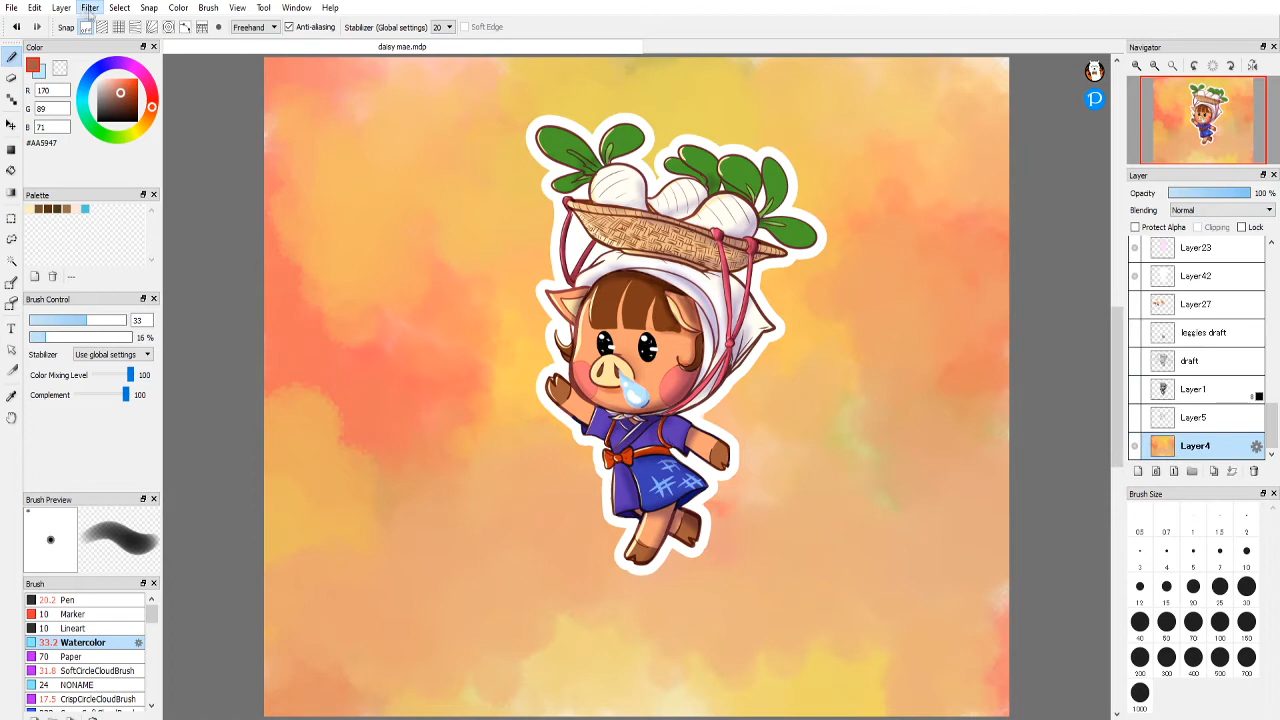 File Edit Layer Filter Select Snap Color Brush View Tool Window Help
Snap OFF Freehand Anti-aliasing Stabilizer (Global settings) 20 Soft Edge
daisy mae.mdp
Color
R 170
G 89
B 71
#AA5947
Palette
Brush Control
33
16 %
Stabilizer Use global settings
Color Mixing Level 100
Complement 100
Brush Preview
Brush
20.2 Pen
10 Marker
10 Lineart
33.2 Watercolor
70 Paper
31.8 SoftCircleCloudBrush
24 NONAME
17.5 CrispCircleCloudBrush
Navigator
Layer
Opacity 100 %
Blending Normal
Protect Alpha Clipping Lock
Layer23
Layer42
Layer27
leggies draft
draft
Layer1
8
Layer5
Layer4
Brush Size
0.5 0.7 1 1.5 2
3 4 5 7 10
12 15 20 25 30
40 50 70 100 150
200 300 400 500 700
1000